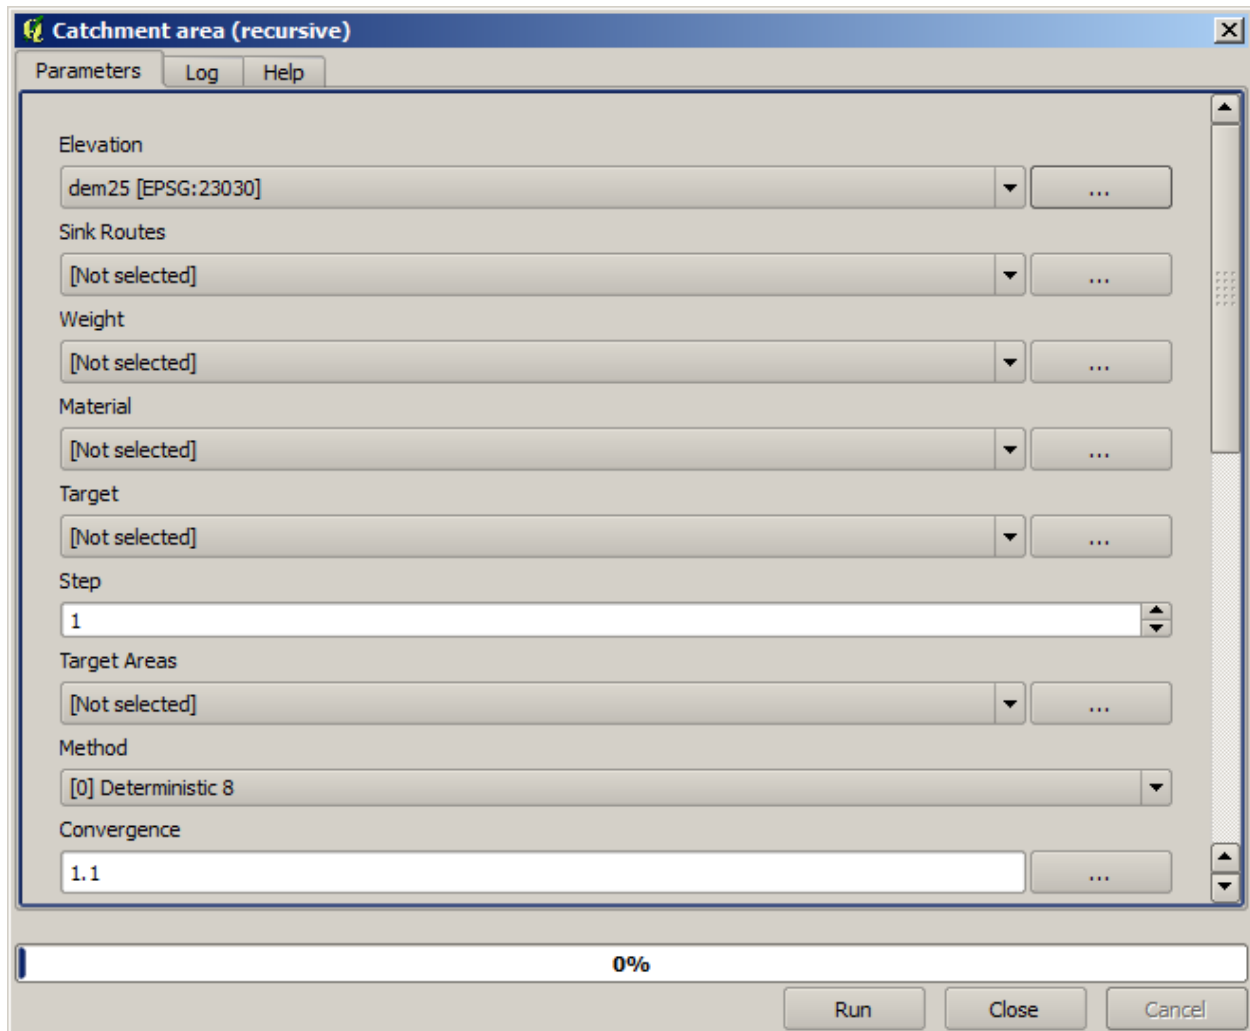 Catchment area (recursive)
Parameters Log Help
Elevation
dem25 [EPSG:23030]
...
Sink Routes
[Not selected]
...
Weight
[Not selected]
...
Material
[Not selected]
...
Target
[Not selected]
...
Step
1
Target Areas
[Not selected]
...
Method
[0] Deterministic 8
Convergence
1.1
...
0%
Run Close Cancel